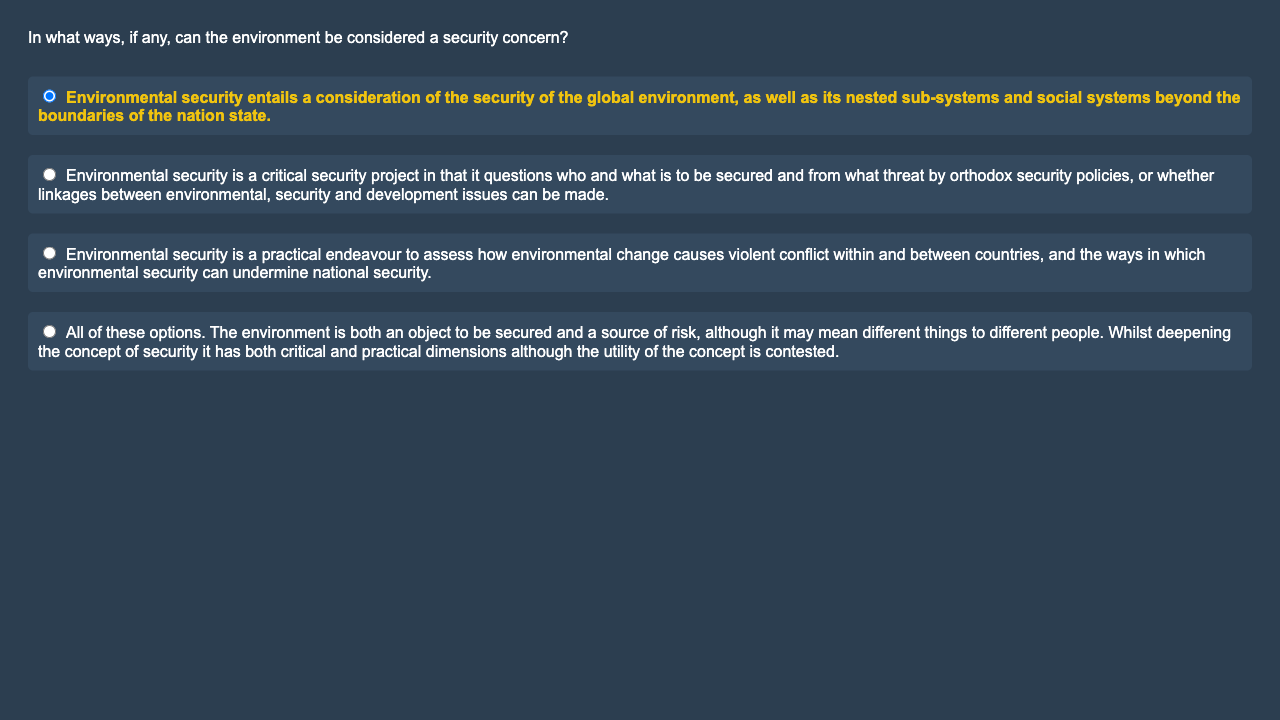 In what ways, if any, can the environment be considered a security concern?
Environmental security entails a consideration of the security of the global environment, as well as its nested sub-systems and social systems beyond the
boundaries of the nation state.
Environmental security is a critical security project in that it questions who and what is to be secured and from what threat by orthodox security policies, or whether
linkages between environmental, security and development issues can be made.
Environmental security is a practical endeavour to assess how environmental change causes violent conflict within and between countries, and the ways in which
environmental security can undermine national security.
All of these options. The environment is both an object to be secured and a source of risk, although it may mean different things to different people. Whilst deepening
the concept of security it has both critical and practical dimensions although the utility of the concept is contested.